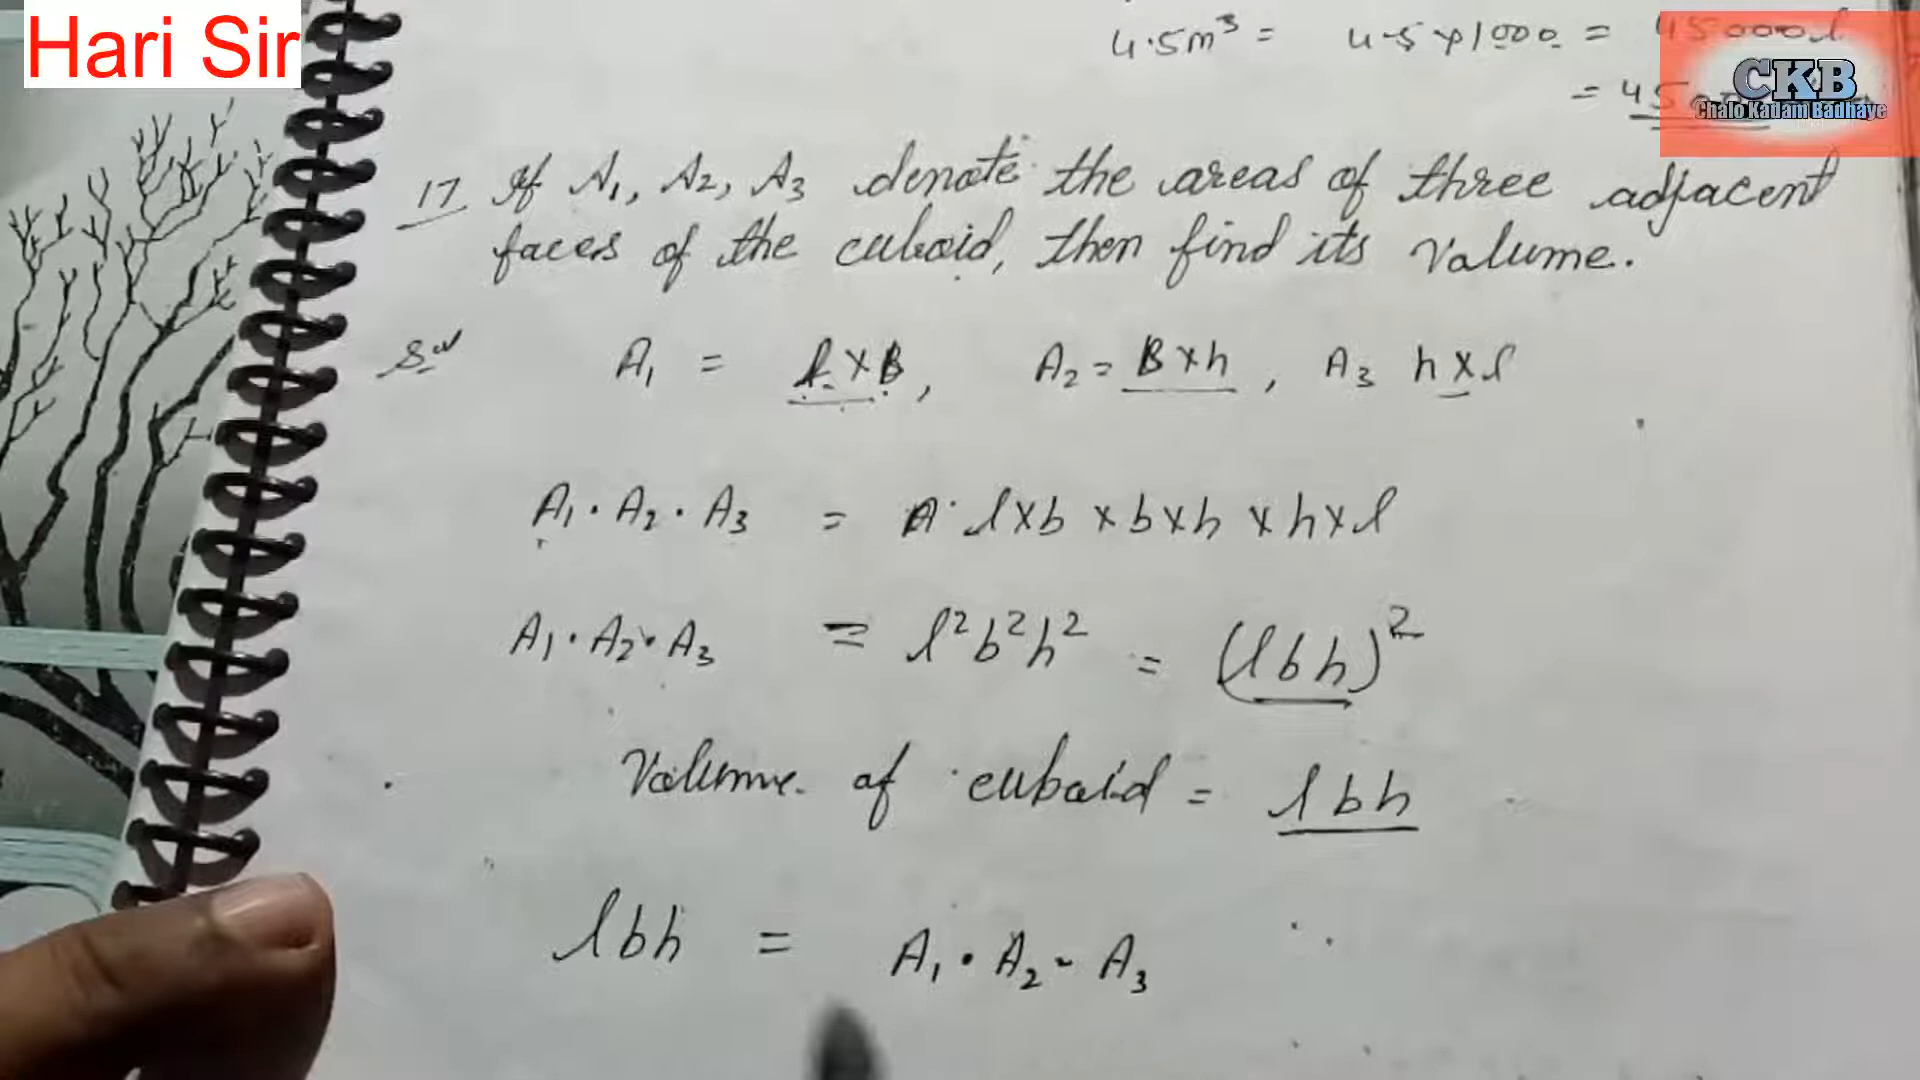 Hari Sir
4.5m³ = 4.5 × 1000 = 45000l
= 450
CKB
Chalo Kadam Badhaye
17 If A₁, A₂, A₃ denote the areas of three adjacent
faces of the cuboid, then find its Volume.
Sol A₁ = l × B, A₂ = B × h, A₃ h × l
A₁ . A₂ . A₃ = A . l × b × b × h × h × l
A₁ . A₂ . A₃ = l²b²h² = (lbh)²
Volume of cuboid = lbh
lbh = A₁ . A₂ - A₃